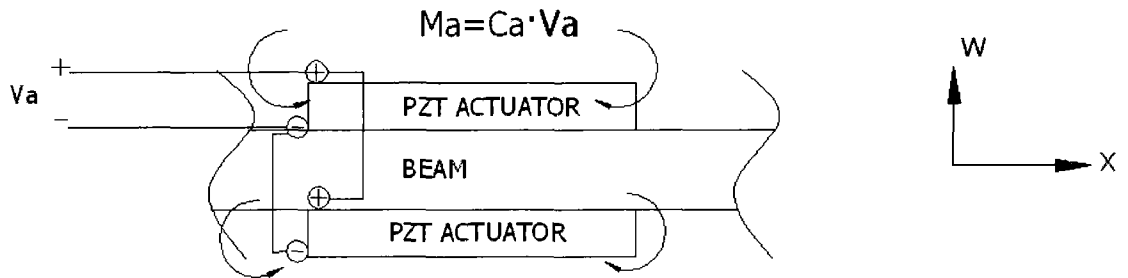 Ma=Ca·Va
W
+
Va
−
+
PZT ACTUATOR
−
X
BEAM
+
PZT ACTUATOR
−